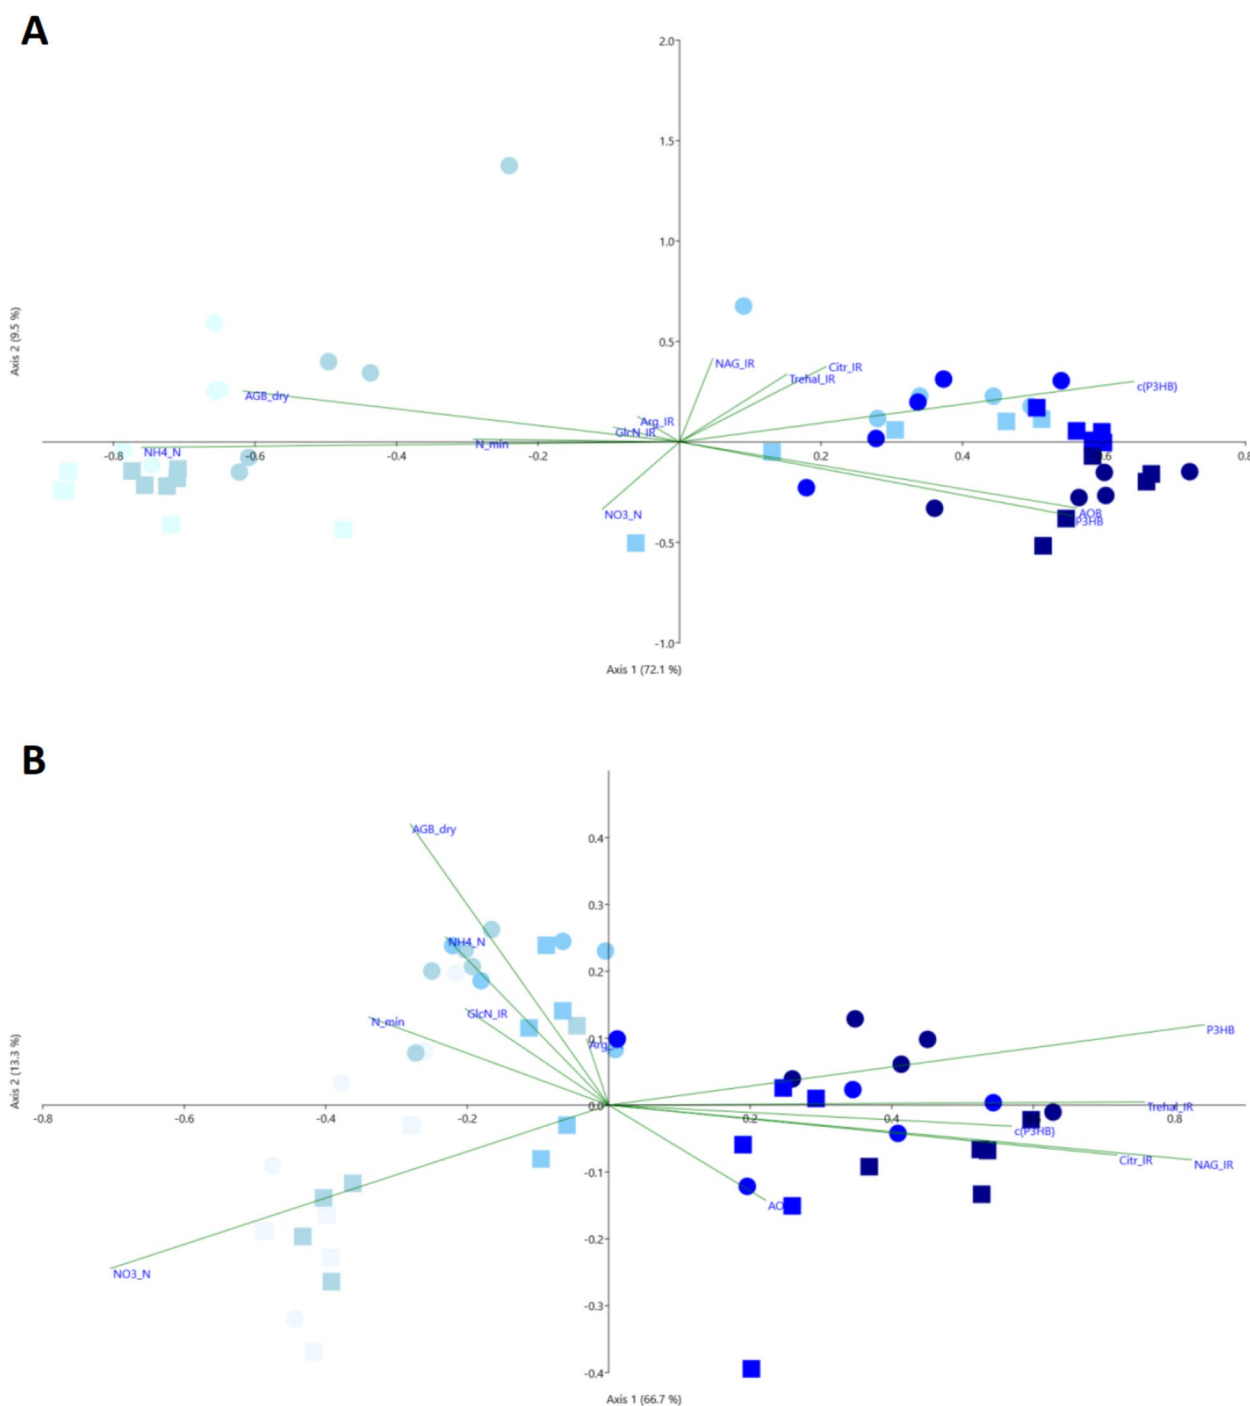 A
2.0
1.5
1.0
0.5
NAG_IR
Citr_IR
Trehal_IR
c(P3HB)
AGB_dry
Arg_IR
GlcN_IR
N_min
NH4_N
-0.8
-0.6
-0.4
-0.2
0.2
0.4
0.8
NO3_N
AOB
P3HB
-0.5
-1.0
Axis 2 (9.5 %)
Axis 1 (72.1 %)
B
0.4
AGB_dry
0.3
NH4_N
0.2
GlcN_IR
N_min
0.1
P3HB
0.0
-0.8
-0.6
-0.4
-0.2
0.2
0.4
0.8
Trehal_IR
c(P3HB)
Citr_IR
NAG_IR
-0.1
-0.2
NO3_N
-0.3
-0.4
Axis 2 (13.3 %)
Axis 1 (66.7 %)